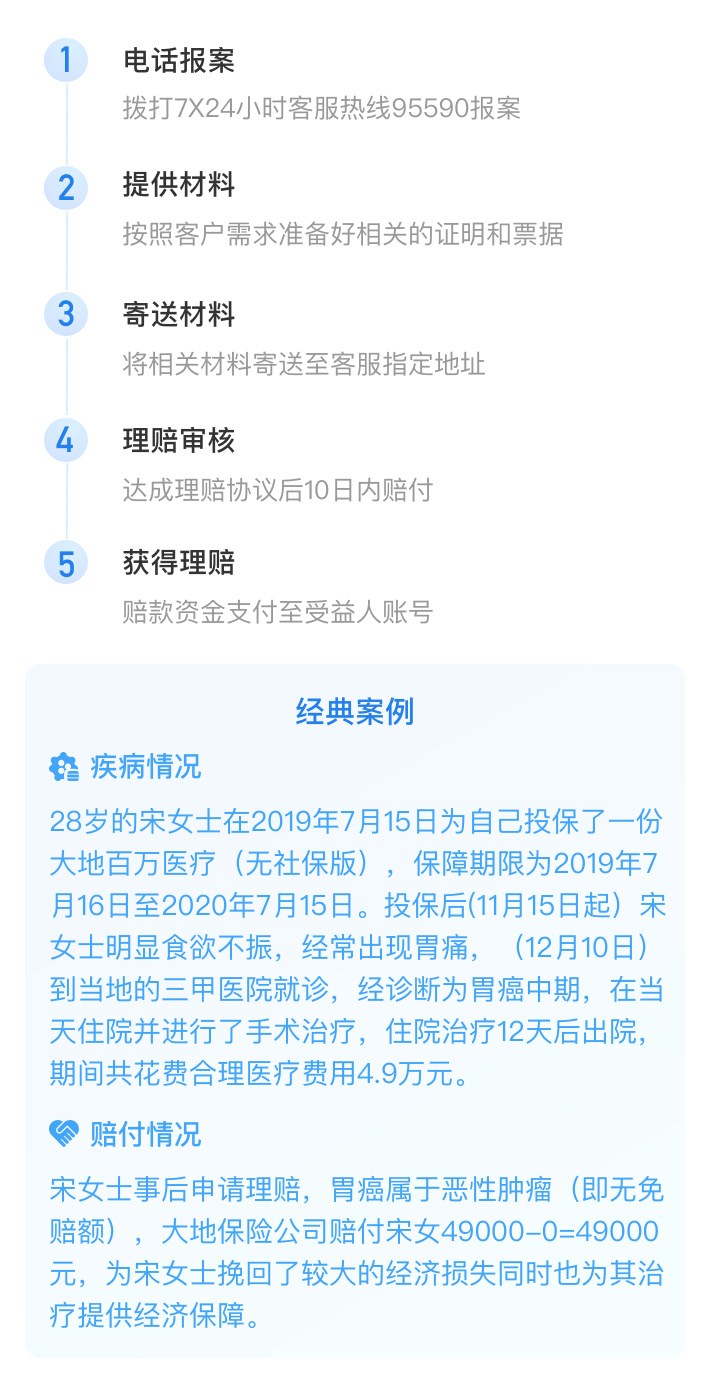 1
电话报案
拨打7X24小时客服热线95590报案
2
提供材料
按照客户需求准备好相关的证明和票据
3
寄送材料
将相关材料寄送至客服指定地址
4
理赔审核
达成理赔协议后10日内赔付
5
获得理赔
赔款资金支付至受益人账号
经典案例
疾病情况
28岁的宋女士在2019年7月15日为自己投保了一份
大地百万医疗（无社保版），保障期限为2019年7
月16日至2020年7月15日。投保后(11月15日起）宋
女士明显食欲不振，经常出现胃痛，（12月10日）
到当地的三甲医院就诊，经诊断为胃癌中期，在当
天住院并进行了手术治疗，住院治疗12天后出院，
期间共花费合理医疗费用4.9万元。
赔付情况
宋女士事后申请理赔，胃癌属于恶性肿瘤（即无免
赔额），大地保险公司赔付宋女49000–0=49000
元，为宋女士挽回了较大的经济损失同时也为其治
疗提供经济保障。